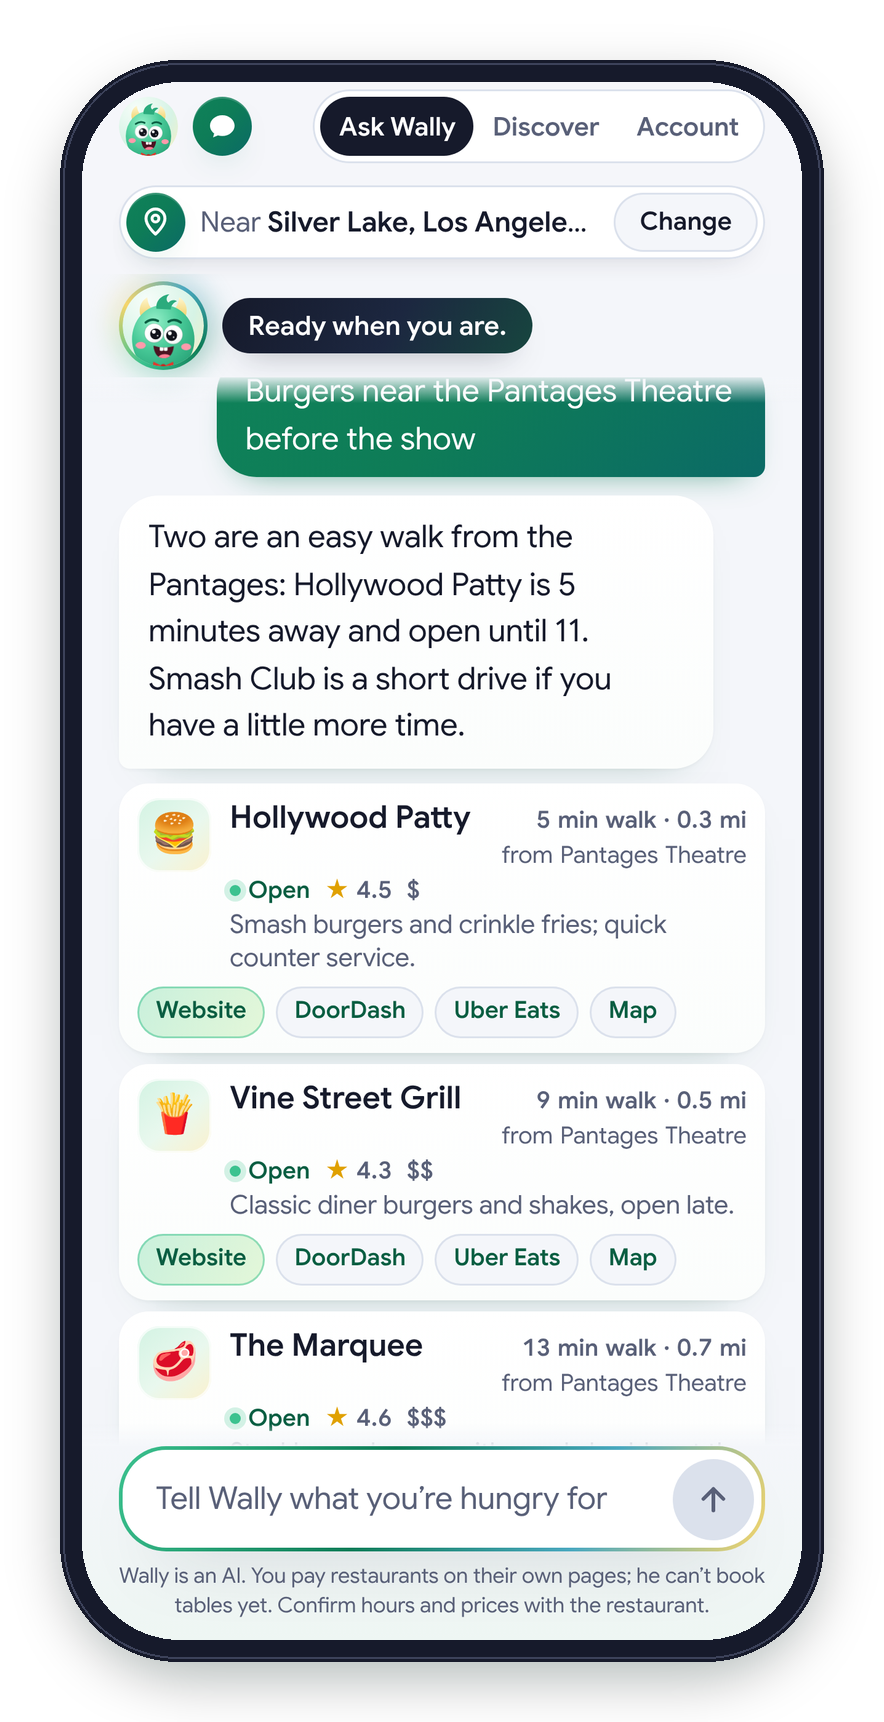 Ask Wally Discover Account
Near Silver Lake, Los Angele... Change
Ready when you are.
Burgers near the Pantages Theatre
before the show
Two are an easy walk from the
Pantages: Hollywood Patty is 5
minutes away and open until 11.
Smash Club is a short drive if you
have a little more time.
Hollywood Patty 5 min walk · 0.3 mi
from Pantages Theatre
Open ★ 4.5 $
Smash burgers and crinkle fries; quick
counter service.
Website DoorDash Uber Eats Map
Vine Street Grill 9 min walk · 0.5 mi
from Pantages Theatre
Open ★ 4.3 $$
Classic diner burgers and shakes, open late.
Website DoorDash Uber Eats Map
The Marquee 13 min walk · 0.7 mi
from Pantages Theatre
Open ★ 4.6 $$$
Tell Wally what you’re hungry for
Wally is an AI. You pay restaurants on their own pages; he can’t book
tables yet. Confirm hours and prices with the restaurant.